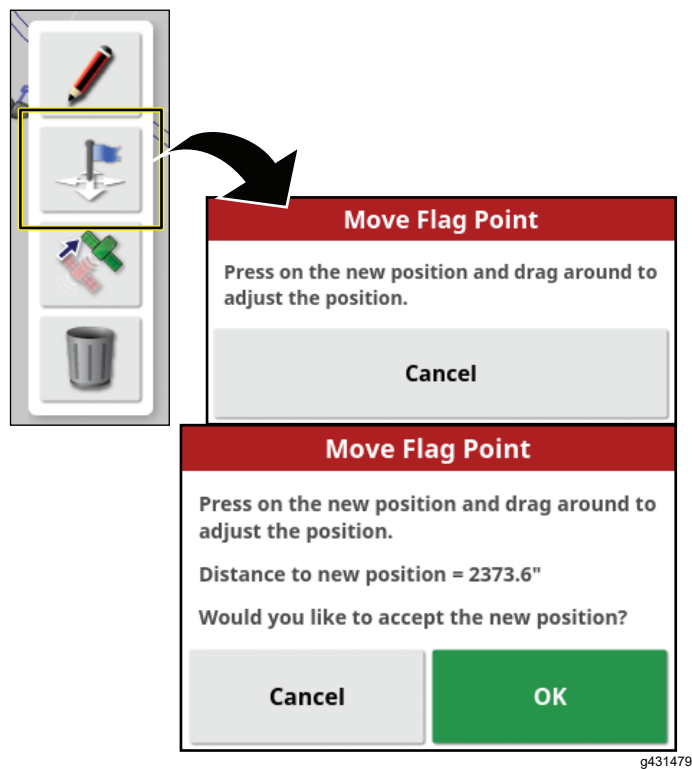 Move Flag Point
Press on the new position and drag around to
adjust the position.
Cancel
Move Flag Point
Press on the new position and drag around to
adjust the position.
Distance to new position = 2373.6"
Would you like to accept the new position?
Cancel
OK
g431479